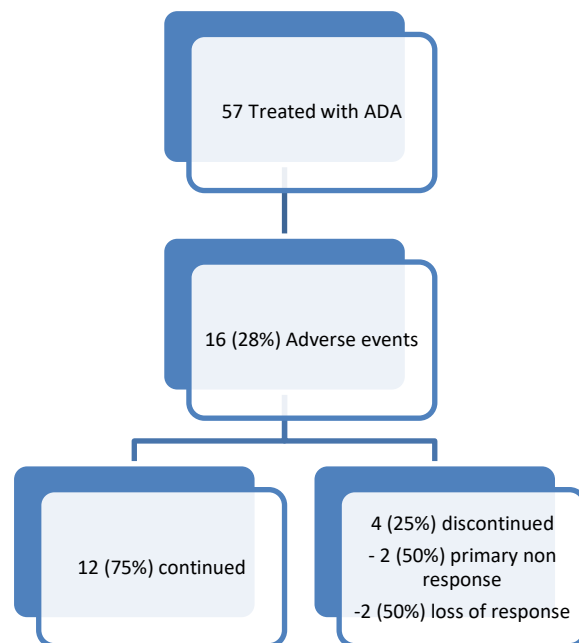 57 Treated with ADA
16 (28%) Adverse events
12 (75%) continued
4 (25%) discontinued
- 2 (50%) primary non
response
-2 (50%) loss of response